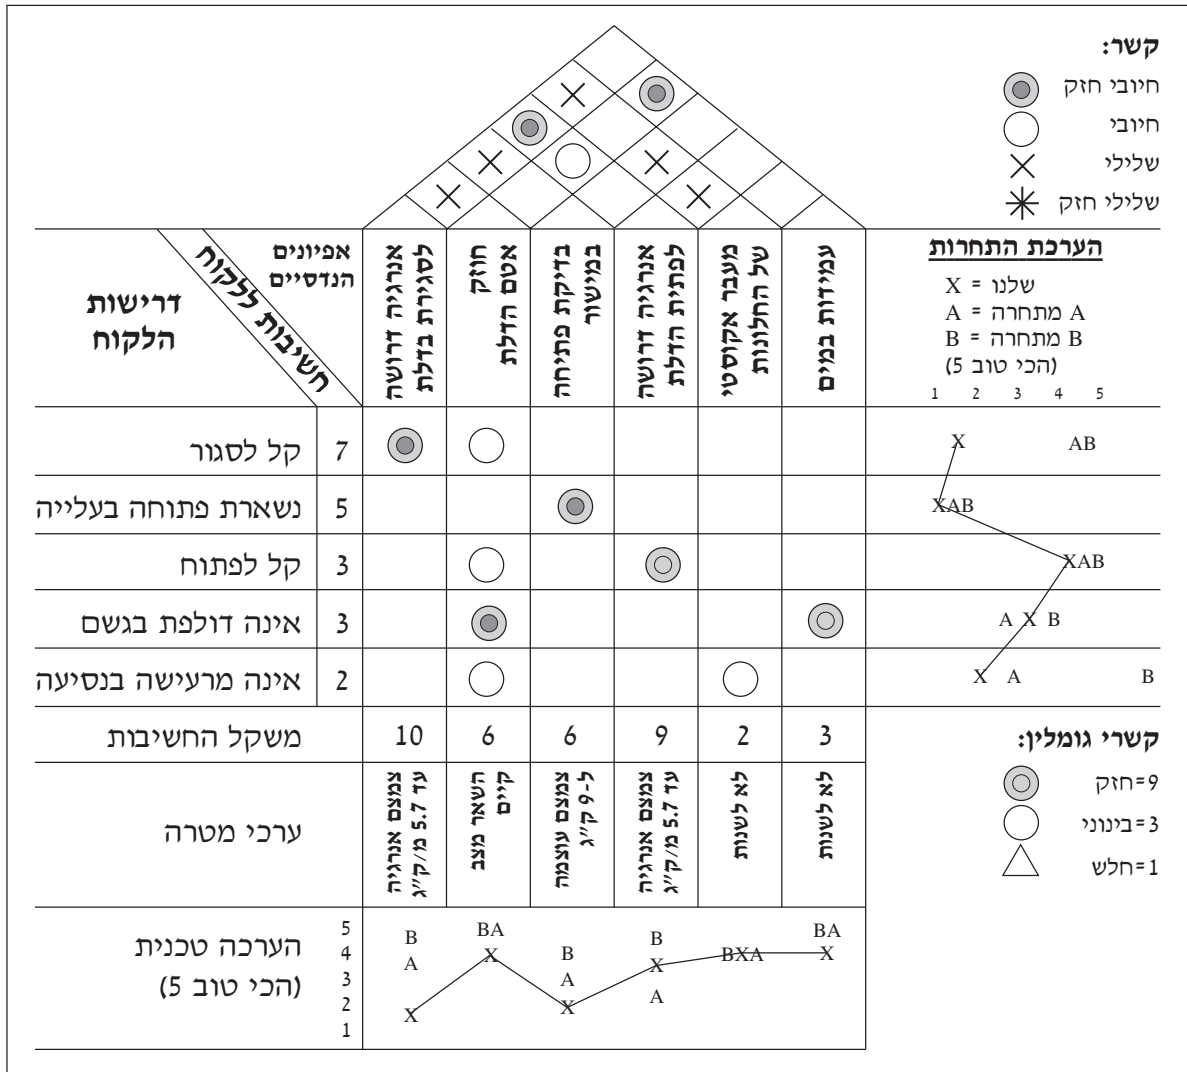 קשר:
חיובי חזק
חיובי
שלילי
שלילי חזק
דרישות
הלקוח
חשיבות ללקוח
אפיונים
הנדסיים
אנרגיה דרושה
לסגירת בדלת
חוזק
אטם הדלת
בדיקת פתיחה
במישור
אנרגיה דרושה
לפתית הדלת
מעבר אקוסטי
של החלונות
עמידות במים
הערכת התחרות
שלנו = X
מתחרה A = A
מתחרה B = B
(הכי טוב 5)
1 2 3 4 5
קל לסגור 7 X AB
נשארת פתוחה בעלייה 5 XAB
קל לפתוח 3 XAB
אינה דולפת בגשם 3 A X B
אינה מרעישה בנסיעה 2 X A B
משקל החשיבות 10 6 6 9 2 3
ערכי מטרה
צמצם אנרגיה
עד 5.7 מ/ק״ג
השאר מצב
קיים
צמצם עוצמה
ל-9 ק״ג
צמצם אנרגיה
עד 5.7 מ/ק״ג
לא לשנות
לא לשנות
קשרי גומלין:
9=חזק
3=בינוני
1=חלש
הערכה טכנית
(הכי טוב 5)
5
4
3
2
1
B
A
X
BA
X
B
A
X
B
X
A
BXA
BA
X